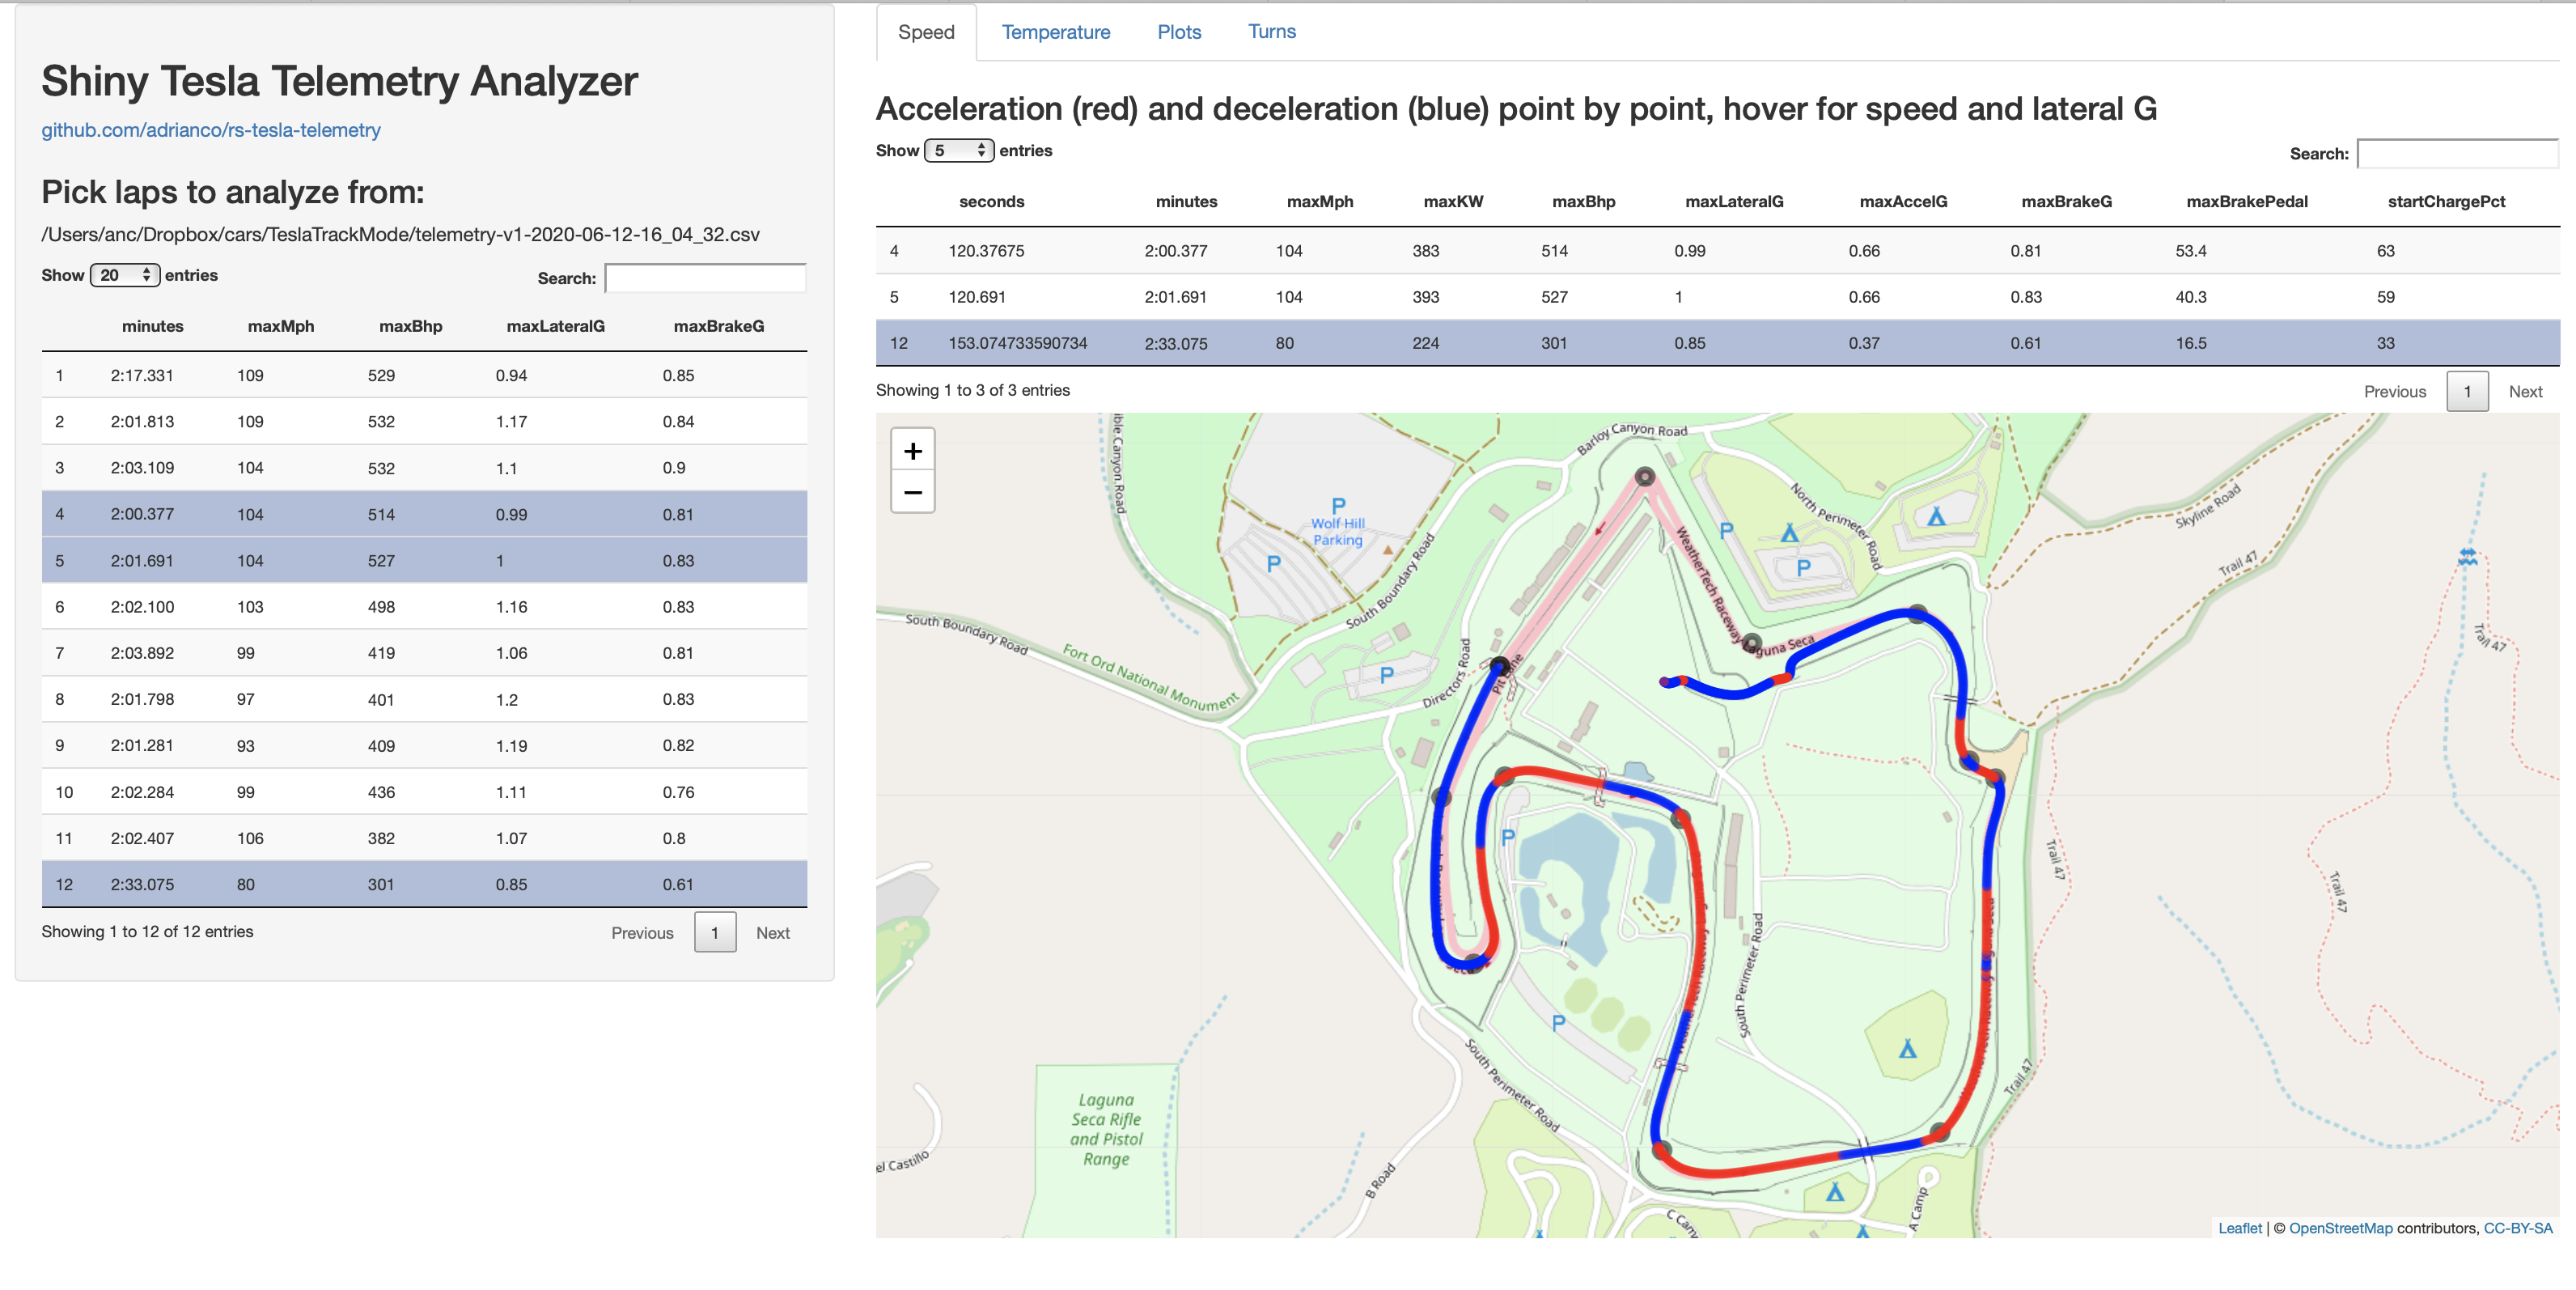 Shiny Tesla Telemetry Analyzer
github.com/adrianco/rs-tesla-telemetry
Pick laps to analyze from:
/Users/anc/Dropbox/cars/TeslaTrackMode/telemetry-v1-2020-06-12-16_04_32.csv
Show 20 entries Search:
minutes maxMph maxBhp maxLateralG maxBrakeG
1 2:17.331 109 529 0.94 0.85
2 2:01.813 109 532 1.17 0.84
3 2:03.109 104 532 1.1 0.9
4 2:00.377 104 514 0.99 0.81
5 2:01.691 104 527 1 0.83
6 2:02.100 103 498 1.16 0.83
7 2:03.892 99 419 1.06 0.81
8 2:01.798 97 401 1.2 0.83
9 2:01.281 93 409 1.19 0.82
10 2:02.284 99 436 1.11 0.76
11 2:02.407 106 382 1.07 0.8
12 2:33.075 80 301 0.85 0.61
Showing 1 to 12 of 12 entries Previous 1 Next
Speed Temperature Plots Turns
Acceleration (red) and deceleration (blue) point by point, hover for speed and lateral G
Show 5 entries Search:
seconds minutes maxMph maxKW maxBhp maxLateralG maxAccelG maxBrakeG maxBrakePedal startChargePct
4 120.37675 2:00.377 104 383 514 0.99 0.66 0.81 53.4 63
5 120.691 2:01.691 104 393 527 1 0.66 0.83 40.3 59
12 153.074733590734 2:33.075 80 224 301 0.85 0.37 0.61 16.5 33
Showing 1 to 3 of 3 entries Previous 1 Next
+
−
Canyon Road
Barloy Canyon Road
P
Wolf Hill
Parking
P
South Boundary Road
North Perimeter Road
P
P
Skyline Road
Trail 47
Trail 47
WeatherTech Raceway Laguna Seca
South Boundary Road
Fort Ord National Monument
Directors Road
P
Pit Lane
P
Trail 47
Trail 47
South Perimeter Road
P
South Perimeter Road
Trail 47
Laguna
Seca Rifle
and Pistol
Range
el Castillo
B Road
A Camp
Leaflet | © OpenStreetMap contributors, CC-BY-SA